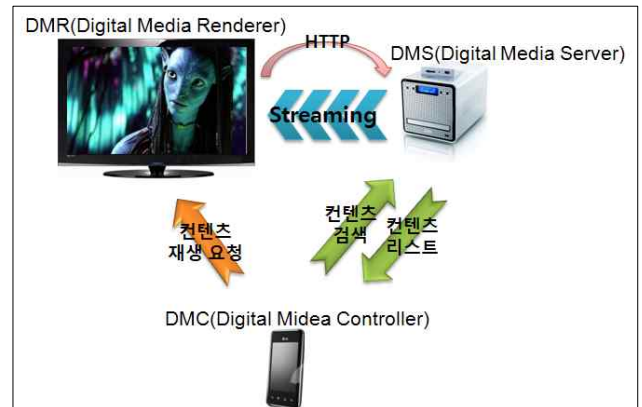 DMR(Digital Media Renderer)
HTTP
DMS(Digital Media Server)
Streaming
컨텐츠
재생 요청
컨텐츠
검색
컨텐츠
리스트
DMC(Digital Midea Controller)